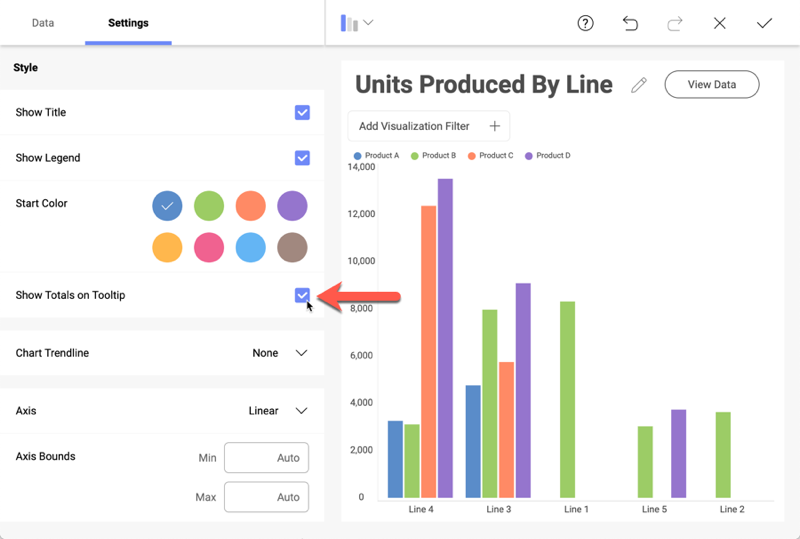 Data
Settings
Style
Show Title
Show Legend
Start Color
Show Totals on Tooltip
Chart Trendline
None
Axis
Linear
Axis Bounds
Min
Auto
Max
Auto
Units Produced By Line
View Data
Add Visualization Filter
Product A
Product B
Product C
Product D
14,000
12,000
10,000
8,000
6,000
4,000
2,000
0
Line 4
Line 3
Line 1
Line 5
Line 2